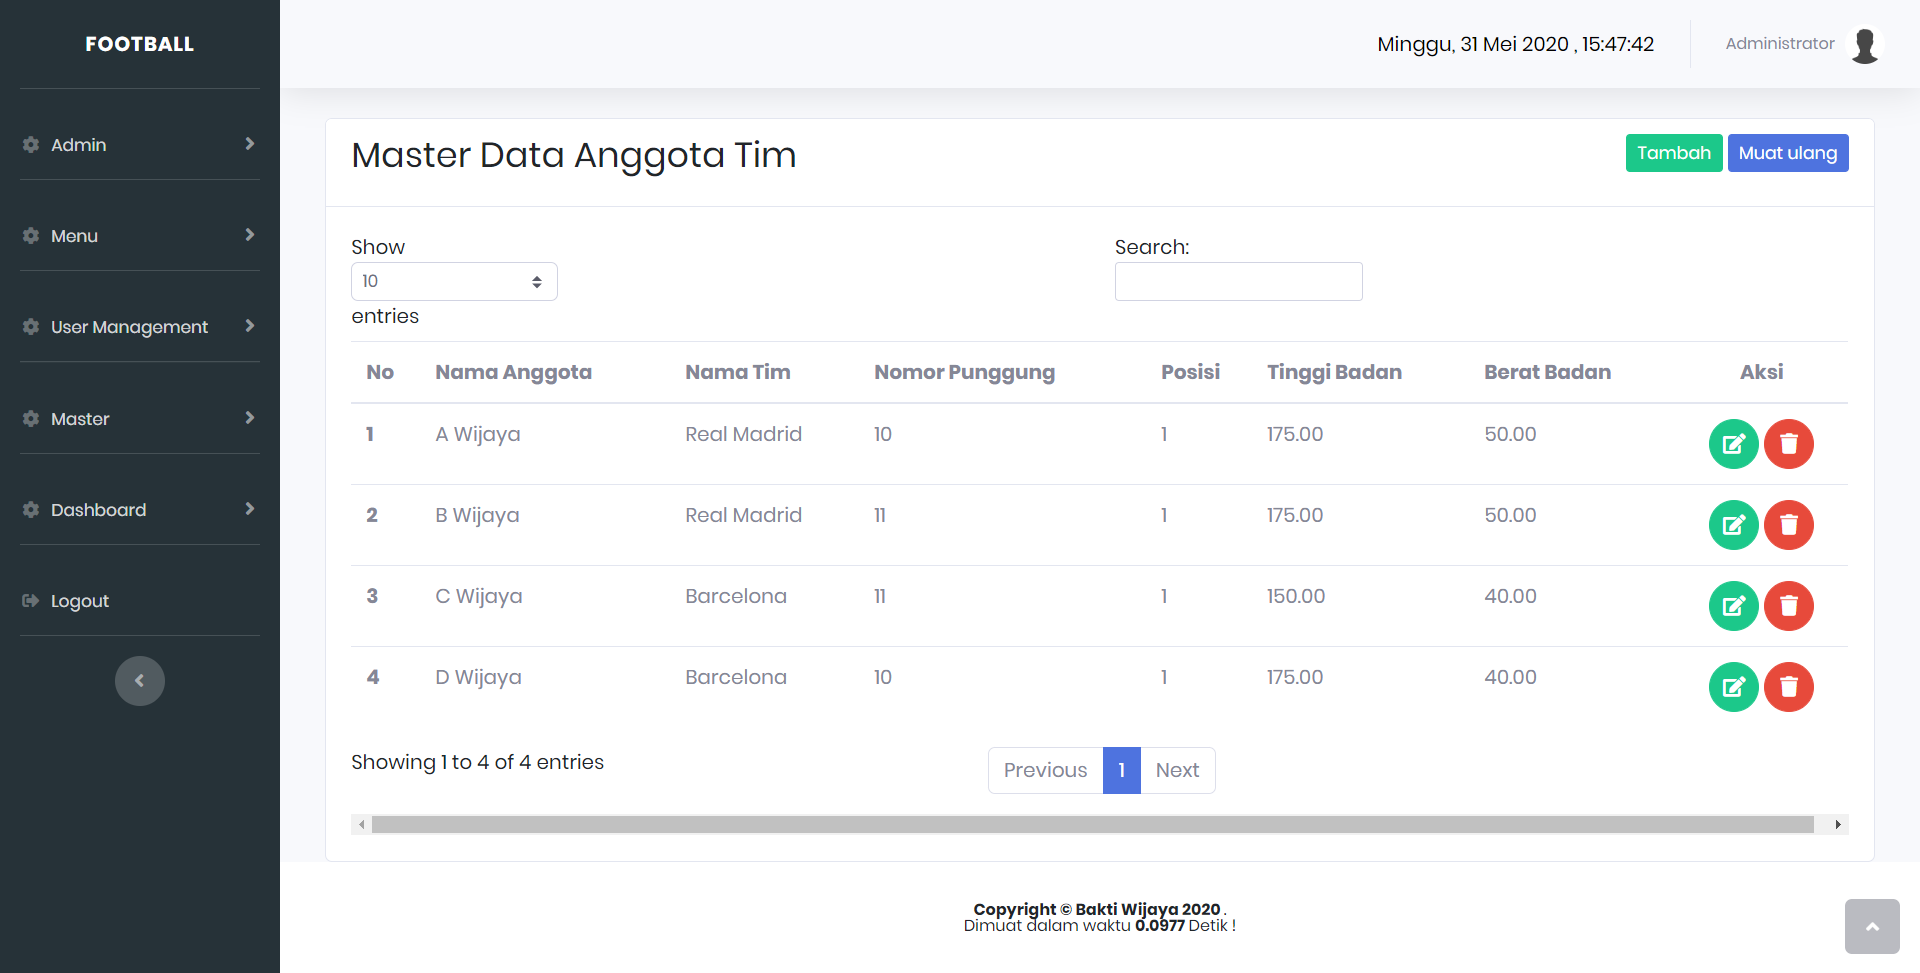 FOOTBALL
Minggu, 31 Mei 2020 , 15:47:42
Administrator
Admin
Menu
User Management
Master
Dashboard
Logout
Master Data Anggota Tim
Tambah
Muat ulang
Show
10
entries
Search:
No Nama Anggota Nama Tim Nomor Punggung Posisi Tinggi Badan Berat Badan Aksi
1 A Wijaya Real Madrid 10 1 175.00 50.00
2 B Wijaya Real Madrid 11 1 175.00 50.00
3 C Wijaya Barcelona 11 1 150.00 40.00
4 D Wijaya Barcelona 10 1 175.00 40.00
Showing 1 to 4 of 4 entries
Previous 1 Next
Copyright © Bakti Wijaya 2020 .
Dimuat dalam waktu 0.0977 Detik !